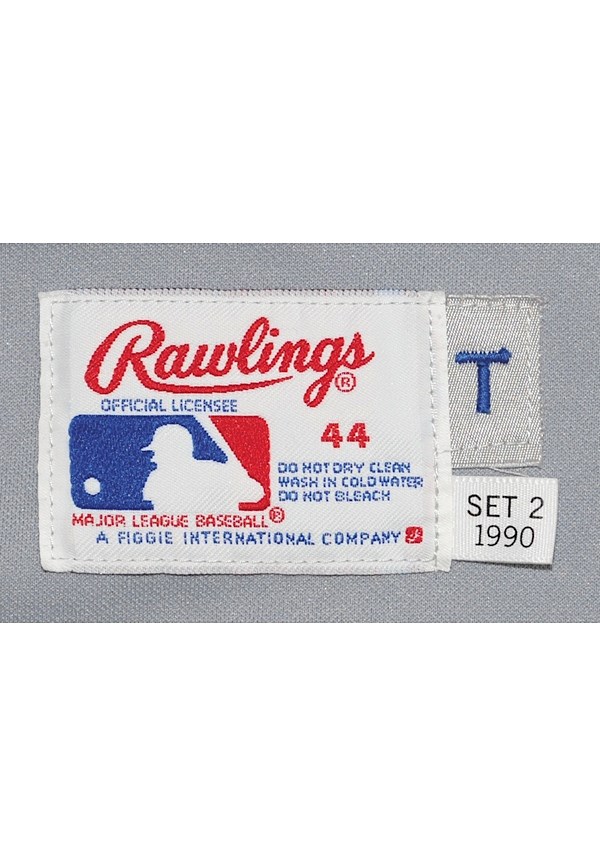 Rawlings®
OFFICIAL LICENSEE
44
DO NOT DRY CLEAN
WASH IN COLD WATER
DO NOT BLEACH
MAJOR LEAGUE BASEBALL®
A FIGGIE INTERNATIONAL COMPANY
T
SET 2
1990